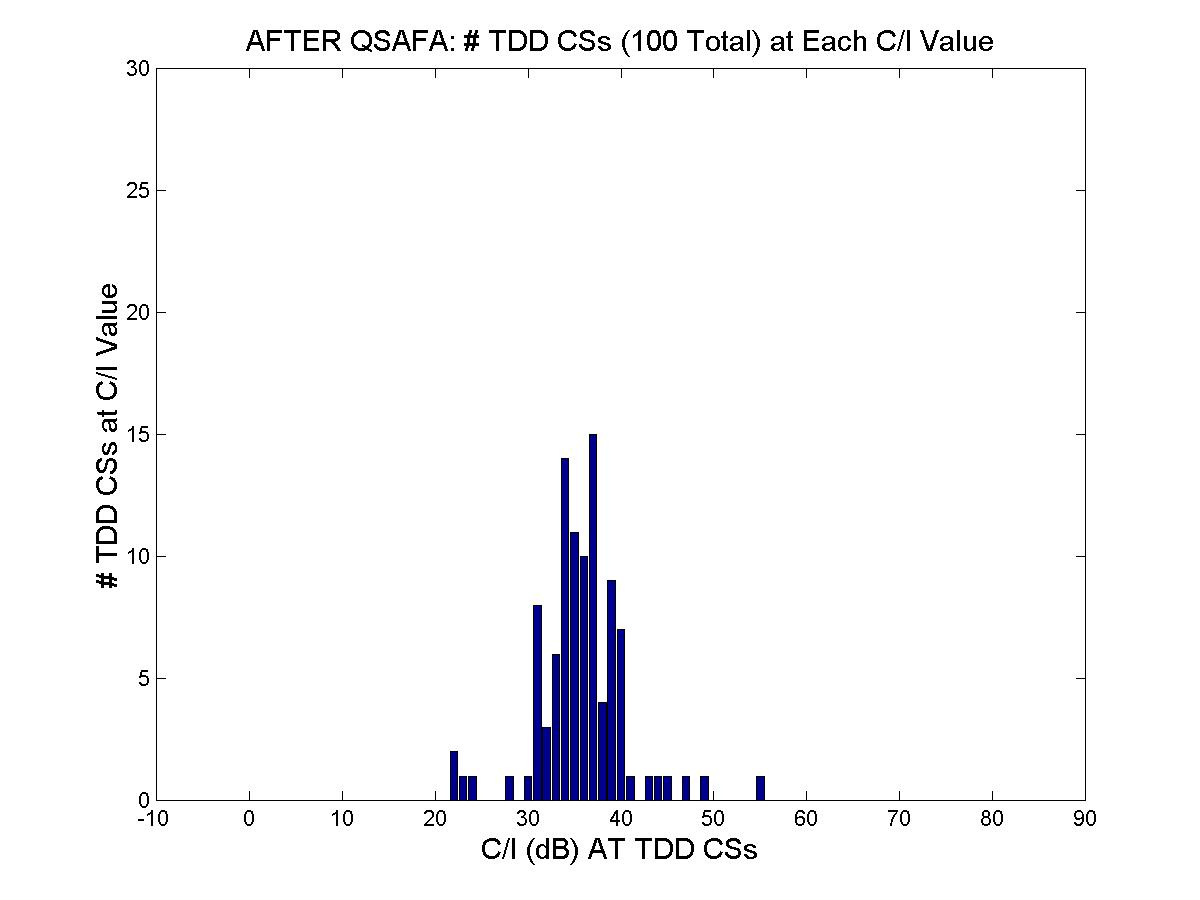 AFTER QSAFA: # TDD CSs (100 Total) at Each C/I Value
30
25
20
15
10
5
0
# TDD CSs at C/I Value
-10 0 10 20 30 40 50 60 70 80 90
C/I (dB) AT TDD CSs